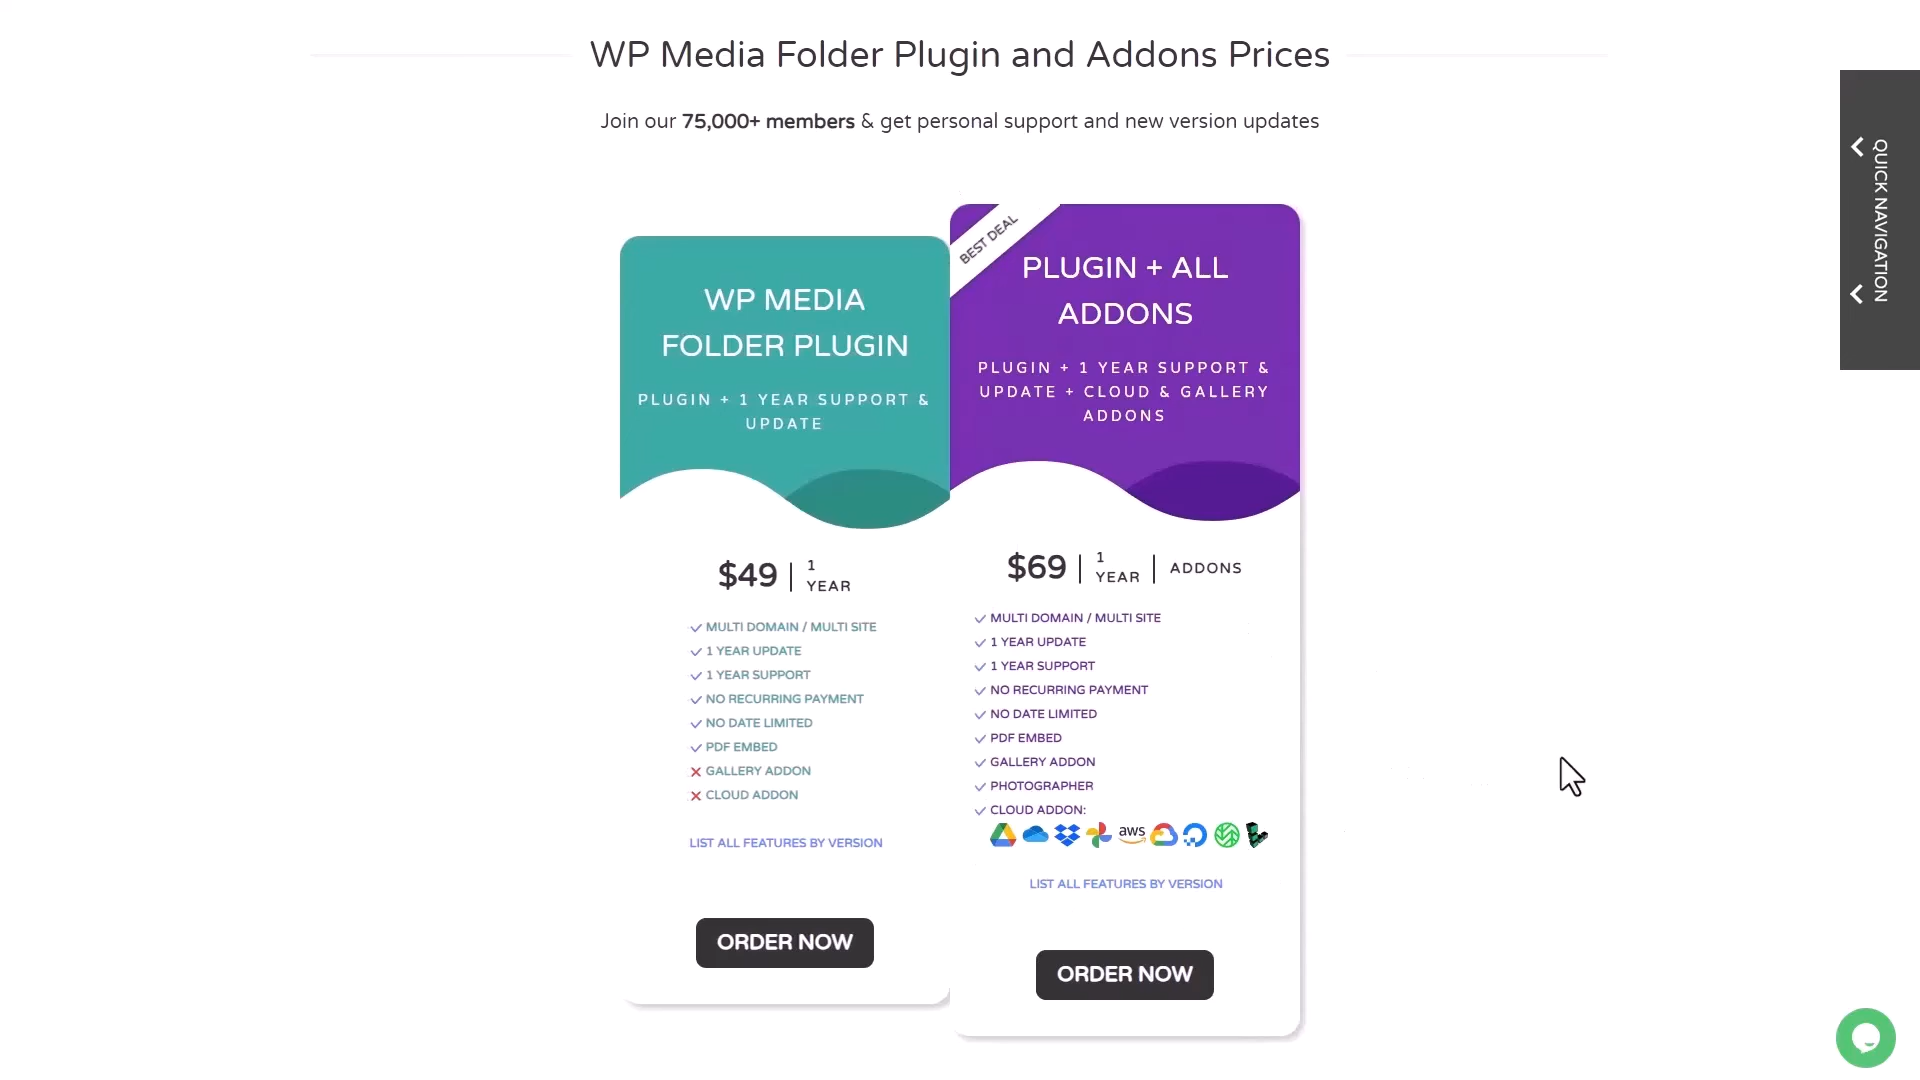 WP Media Folder Plugin and Addons Prices
Join our 75,000+ members & get personal support and new version updates
QUICK NAVIGATION
WP MEDIA
FOLDER PLUGIN
PLUGIN + 1 YEAR SUPPORT &
UPDATE
$49
1
YEAR
MULTI DOMAIN / MULTI SITE
1 YEAR UPDATE
1 YEAR SUPPORT
NO RECURRING PAYMENT
NO DATE LIMITED
PDF EMBED
GALLERY ADDON
CLOUD ADDON
LIST ALL FEATURES BY VERSION
ORDER NOW
BEST DEAL
PLUGIN + ALL
ADDONS
PLUGIN + 1 YEAR SUPPORT &
UPDATE + CLOUD & GALLERY
ADDONS
$69
1
YEAR
ADDONS
MULTI DOMAIN / MULTI SITE
1 YEAR UPDATE
1 YEAR SUPPORT
NO RECURRING PAYMENT
NO DATE LIMITED
PDF EMBED
GALLERY ADDON
PHOTOGRAPHER
CLOUD ADDON:
aws
LIST ALL FEATURES BY VERSION
ORDER NOW